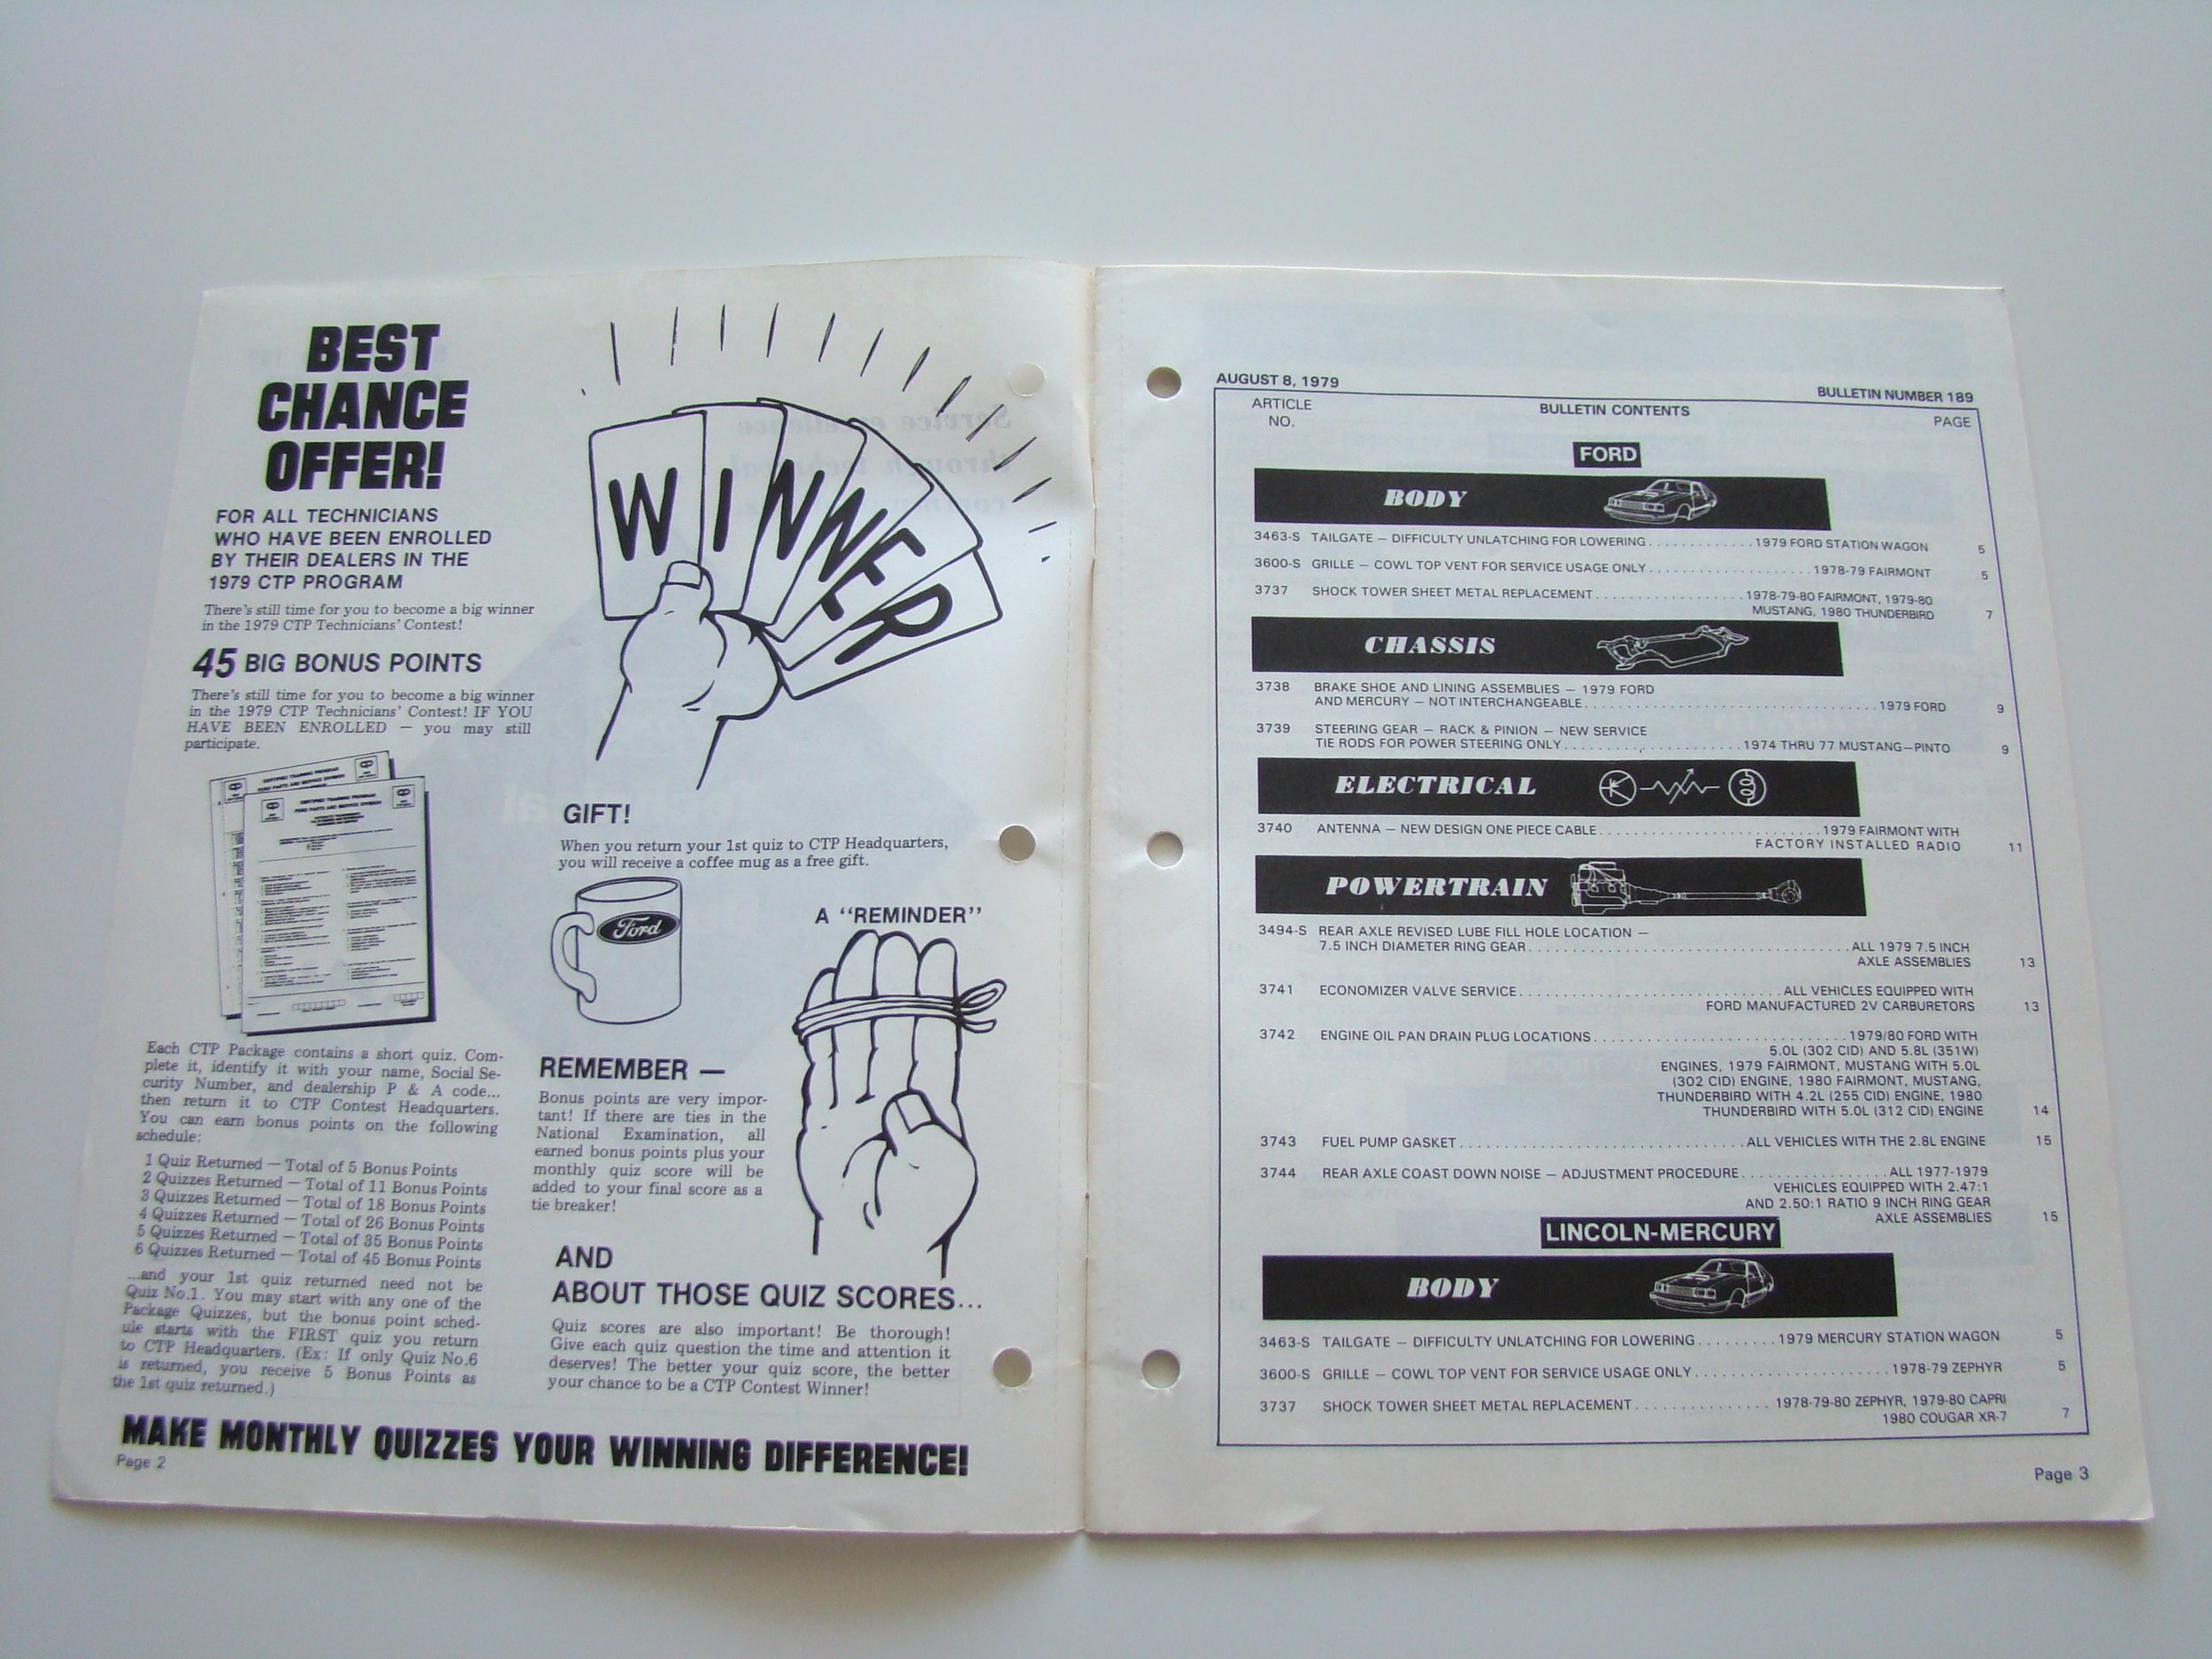 BEST
CHANCE
OFFER!
FOR ALL TECHNICIANS
WHO HAVE BEEN ENROLLED
BY THEIR DEALERS IN THE
1979 CTP PROGRAM
There's still time for you to become a big winner
in the 1979 CTP Technicians' Contest!
45 BIG BONUS POINTS
There's still time for you to become a big winner
in the 1979 CTP Technicians' Contest! IF YOU
HAVE BEEN ENROLLED — you may still
participate.
Each CTP Package contains a short quiz. Com-
plete it, identify it with your name, Social Se-
curity Number, and dealership P & A code...
then return it to CTP Contest Headquarters.
You can earn bonus points on the following
schedule:
1 Quiz Returned — Total of 5 Bonus Points
2 Quizzes Returned — Total of 11 Bonus Points
3 Quizzes Returned — Total of 18 Bonus Points
4 Quizzes Returned — Total of 26 Bonus Points
5 Quizzes Returned — Total of 35 Bonus Points
6 Quizzes Returned — Total of 45 Bonus Points
...and your 1st quiz returned need not be
Quiz No.1. You may start with any one of the
Package Quizzes, but the bonus point sched-
ule starts with the FIRST quiz you return
to CTP Headquarters. (Ex: If only Quiz No.6
is returned, you receive 5 Bonus Points as
the 1st quiz returned.)
WINNER
GIFT!
When you return your 1st quiz to CTP Headquarters,
you will receive a coffee mug as a free gift.
Ford
A "REMINDER"
REMEMBER —
Bonus points are very impor-
tant! If there are ties in the
National Examination, all
earned bonus points plus your
monthly quiz score will be
added to your final score as a
tie breaker!
AND
ABOUT THOSE QUIZ SCORES...
Quiz scores are also important! Be thorough!
Give each quiz question the time and attention it
deserves! The better your quiz score, the better
your chance to be a CTP Contest Winner!
MAKE MONTHLY QUIZZES YOUR WINNING DIFFERENCE!
Page 2
AUGUST 8, 1979 BULLETIN NUMBER 189
ARTICLE NO. BULLETIN CONTENTS PAGE
FORD
BODY
3463-S TAILGATE — DIFFICULTY UNLATCHING FOR LOWERING............1979 FORD STATION WAGON 5
3600-S GRILLE — COWL TOP VENT FOR SERVICE USAGE ONLY...................1978-79 FAIRMONT 5
3737 SHOCK TOWER SHEET METAL REPLACEMENT.................1978-79-80 FAIRMONT, 1979-80
MUSTANG, 1980 THUNDERBIRD 7
CHASSIS
3738 BRAKE SHOE AND LINING ASSEMBLIES — 1979 FORD
AND MERCURY — NOT INTERCHANGEABLE..................................1979 FORD 9
3739 STEERING GEAR — RACK & PINION — NEW SERVICE
TIE RODS FOR POWER STEERING ONLY.....................1974 THRU 77 MUSTANG—PINTO 9
ELECTRICAL
3740 ANTENNA — NEW DESIGN ONE PIECE CABLE..........................1979 FAIRMONT WITH
FACTORY INSTALLED RADIO 11
POWERTRAIN
3494-S REAR AXLE REVISED LUBE FILL HOLE LOCATION —
7.5 INCH DIAMETER RING GEAR.....................................ALL 1979 7.5 INCH
AXLE ASSEMBLIES 13
3741 ECONOMIZER VALVE SERVICE..............................ALL VEHICLES EQUIPPED WITH
FORD MANUFACTURED 2V CARBURETORS 13
3742 ENGINE OIL PAN DRAIN PLUG LOCATIONS.............................1979/80 FORD WITH
5.0L (302 CID) AND 5.8L (351W)
ENGINES, 1979 FAIRMONT, MUSTANG WITH 5.0L
(302 CID) ENGINE, 1980 FAIRMONT, MUSTANG,
THUNDERBIRD WITH 4.2L (255 CID) ENGINE, 1980
THUNDERBIRD WITH 5.0L (312 CID) ENGINE 14
3743 FUEL PUMP GASKET................................ALL VEHICLES WITH THE 2.8L ENGINE 15
3744 REAR AXLE COAST DOWN NOISE — ADJUSTMENT PROCEDURE.................ALL 1977-1979
VEHICLES EQUIPPED WITH 2.47:1
AND 2.50:1 RATIO 9 INCH RING GEAR
AXLE ASSEMBLIES 15
LINCOLN-MERCURY
BODY
3463-S TAILGATE — DIFFICULTY UNLATCHING FOR LOWERING.........1979 MERCURY STATION WAGON 5
3600-S GRILLE — COWL TOP VENT FOR SERVICE USAGE ONLY......................1978-79 ZEPHYR 5
3737 SHOCK TOWER SHEET METAL REPLACEMENT...............1978-79-80 ZEPHYR, 1979-80 CAPRI
1980 COUGAR XR-7 7
Page 3